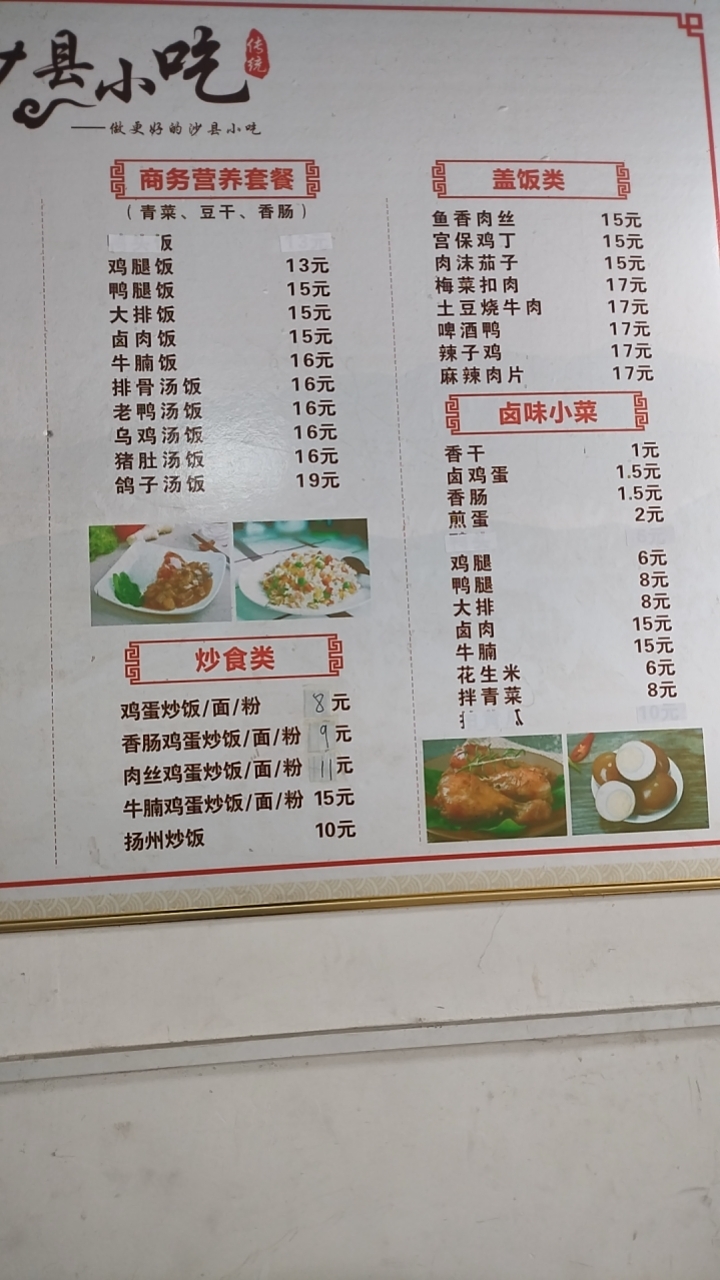 县小吃
传统
——做更好的沙县小吃
商务营养套餐
（青菜、豆干、香肠）
饭
鸡腿饭 13元
鸭腿饭 15元
大排饭 15元
卤肉饭 15元
牛腩饭 16元
排骨汤饭 16元
老鸭汤饭 16元
乌鸡汤饭 16元
猪肚汤饭 16元
鸽子汤饭 19元
炒食类
鸡蛋炒饭/面/粉 8元
香肠鸡蛋炒饭/面/粉 9元
肉丝鸡蛋炒饭/面/粉 11元
牛腩鸡蛋炒饭/面/粉 15元
扬州炒饭 10元
盖饭类
鱼香肉丝 15元
宫保鸡丁 15元
肉沫茄子 15元
梅菜扣肉 17元
土豆烧牛肉 17元
啤酒鸭 17元
辣子鸡 17元
麻辣肉片 17元
卤味小菜
香干 1元
卤鸡蛋 1.5元
香肠 1.5元
煎蛋 2元
鸡腿 6元
鸭腿 8元
大排 8元
卤肉 15元
牛腩 15元
花生米 6元
拌青菜 8元
10元